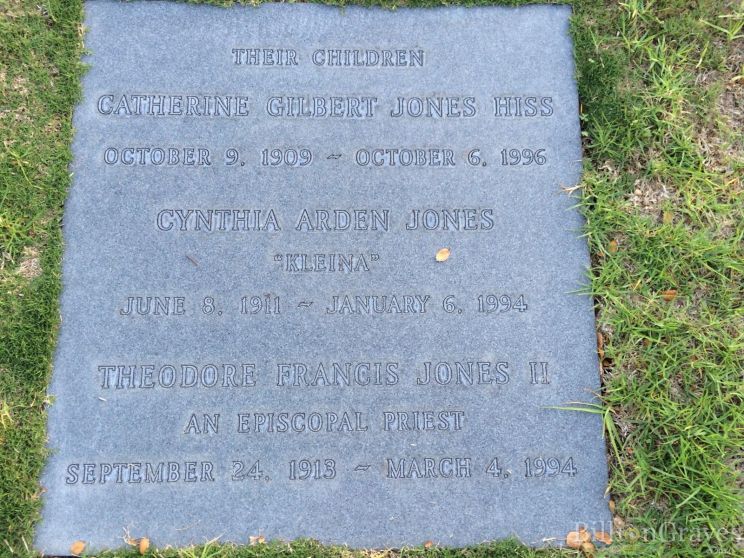 THEIR CHILDREN
CATHERINE GILBERT JONES HISS
OCTOBER 9, 1909 ~ OCTOBER 6, 1996
CYNTHIA ARDEN JONES
"KLEINA"
JUNE 8, 1911 ~ JANUARY 6, 1994
THEODORE FRANCIS JONES II
AN EPISCOPAL PRIEST
SEPTEMBER 24, 1913 ~ MARCH 4, 1994
BillionGraves